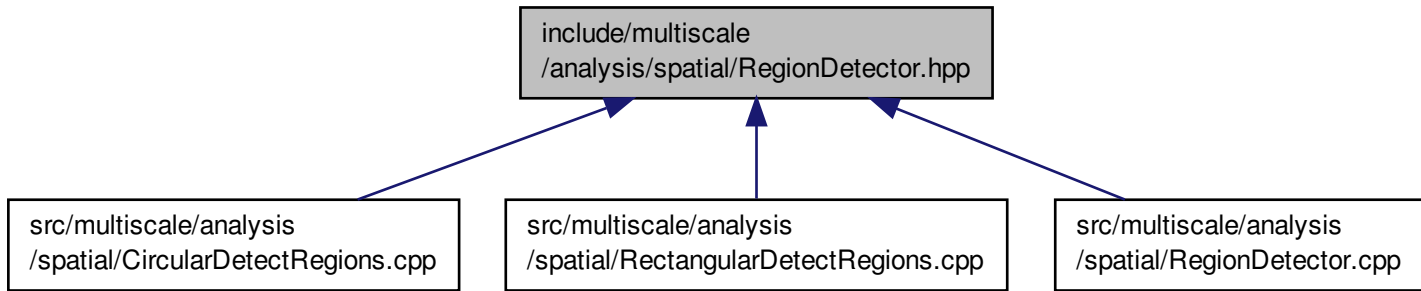 include/multiscale
/analysis/spatial/RegionDetector.hpp
src/multiscale/analysis
/spatial/CircularDetectRegions.cpp
src/multiscale/analysis
/spatial/RectangularDetectRegions.cpp
src/multiscale/analysis
/spatial/RegionDetector.cpp